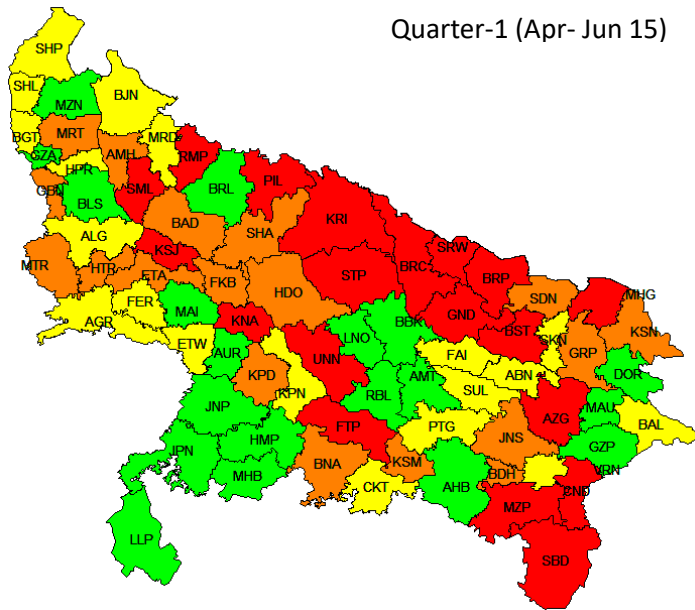 Quarter-1 (Apr- Jun 15)
SHP
SHL
MZN
BJN
BGT
MRT
MRD
GZA
AMH
RMP
HPR
GBN
SML
BRL
PIL
BLS
BAD
KRI
ALG
SHA
KSJ
BRC
SRW
MTR
HTR
ETA
FKB
STP
BRP
HDO
SDN
MHG
FER
MAI
AGR
KNA
BBK
GND
BST
GKN
KSN
ETW
LNO
GRP
AUR
UNN
FAI
DOR
KPD
AMT
ABN
KPN
RBL
SUL
JNP
AZG
MAU
FTP
PTG
BAL
HMP
JNS
GZP
JPN
BNA
KSM
BDH
VRN
MHB
CKT
AHB
CND
MZP
LLP
SBD